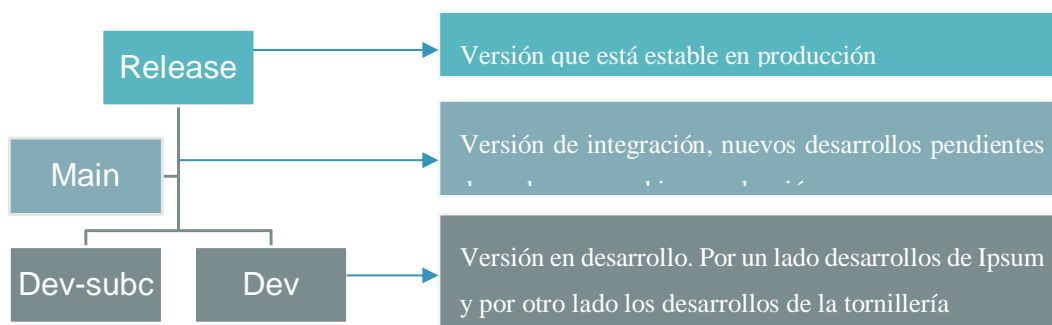 Release
Versión que está estable en producción
Main
Versión de integración, nuevos desarrollos pendientes
Dev-subc
Dev
Versión en desarrollo. Por un lado desarrollos de Ipsum
y por otro lado los desarrollos de la tornillería